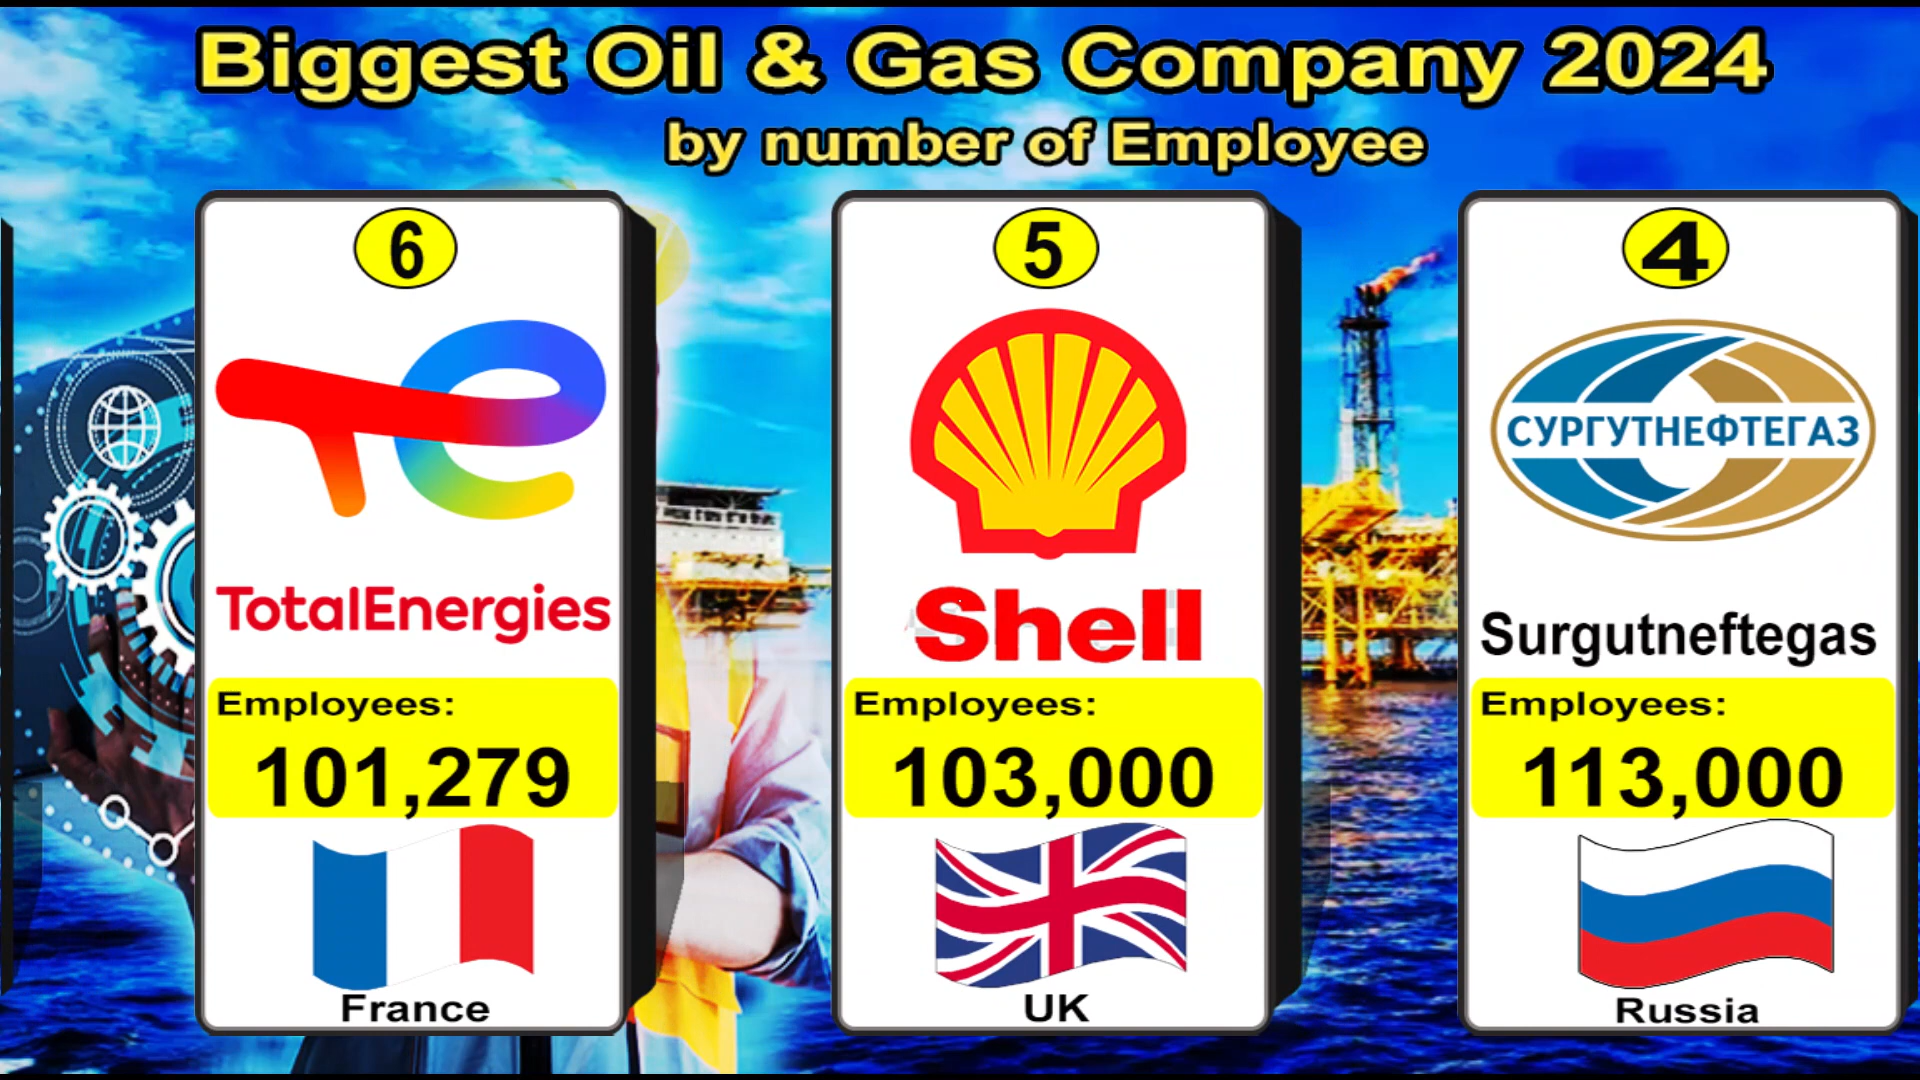 Biggest Oil & Gas Company 2024
by number of Employee
6
TotalEnergies
Employees:
101,279
France
5
Shell
Employees:
103,000
UK
4
СУРГУТНЕФТЕГАЗ
Surgutneftegas
Employees:
113,000
Russia